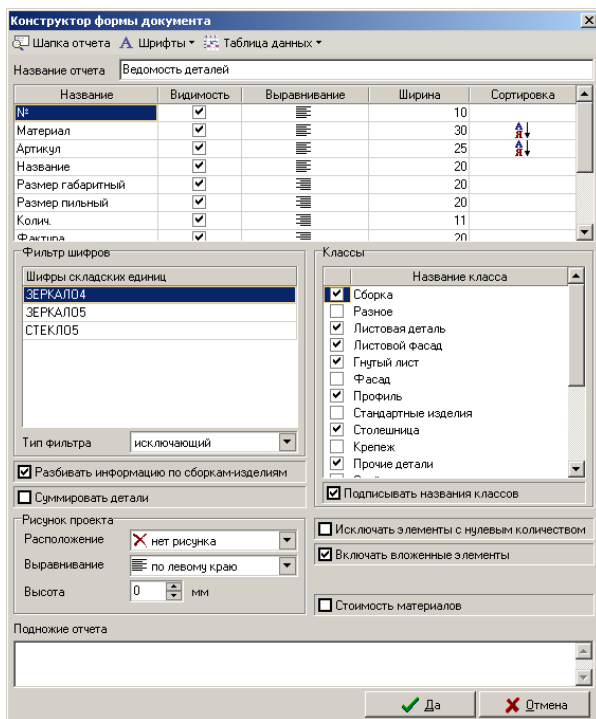 Конструктор формы документа
Шапка отчета А Шрифты Таблица данных
Название отчета Ведомость деталей
Название Видимость Выравнивание Ширина Сортировка
№ 10
Материал 30
Артикул 25
Название 20
Размер габаритный 20
Размер пильный 20
Колич. 11
Фактура 20
Фильтр шифров
Шифры складских единиц
ЗЕРКАЛО4
ЗЕРКАЛО5
СТЕКЛО5
Тип фильтра исключающий
Классы
Название класса
Сборка
Разное
Листовая деталь
Листовой фасад
Гнутый лист
Фасад
Профиль
Стандартные изделия
Столешница
Крепеж
Прочие детали
Подписывать названия классов
Разбивать информацию по сборкам-изделиям
Суммировать детали
Рисунок проекта
Расположение нет рисунка
Выравнивание по левому краю
Высота 0 мм
Исключать элементы с нулевым количеством
Включать вложенные элементы
Стоимость материалов
Подножие отчета
Да Отмена